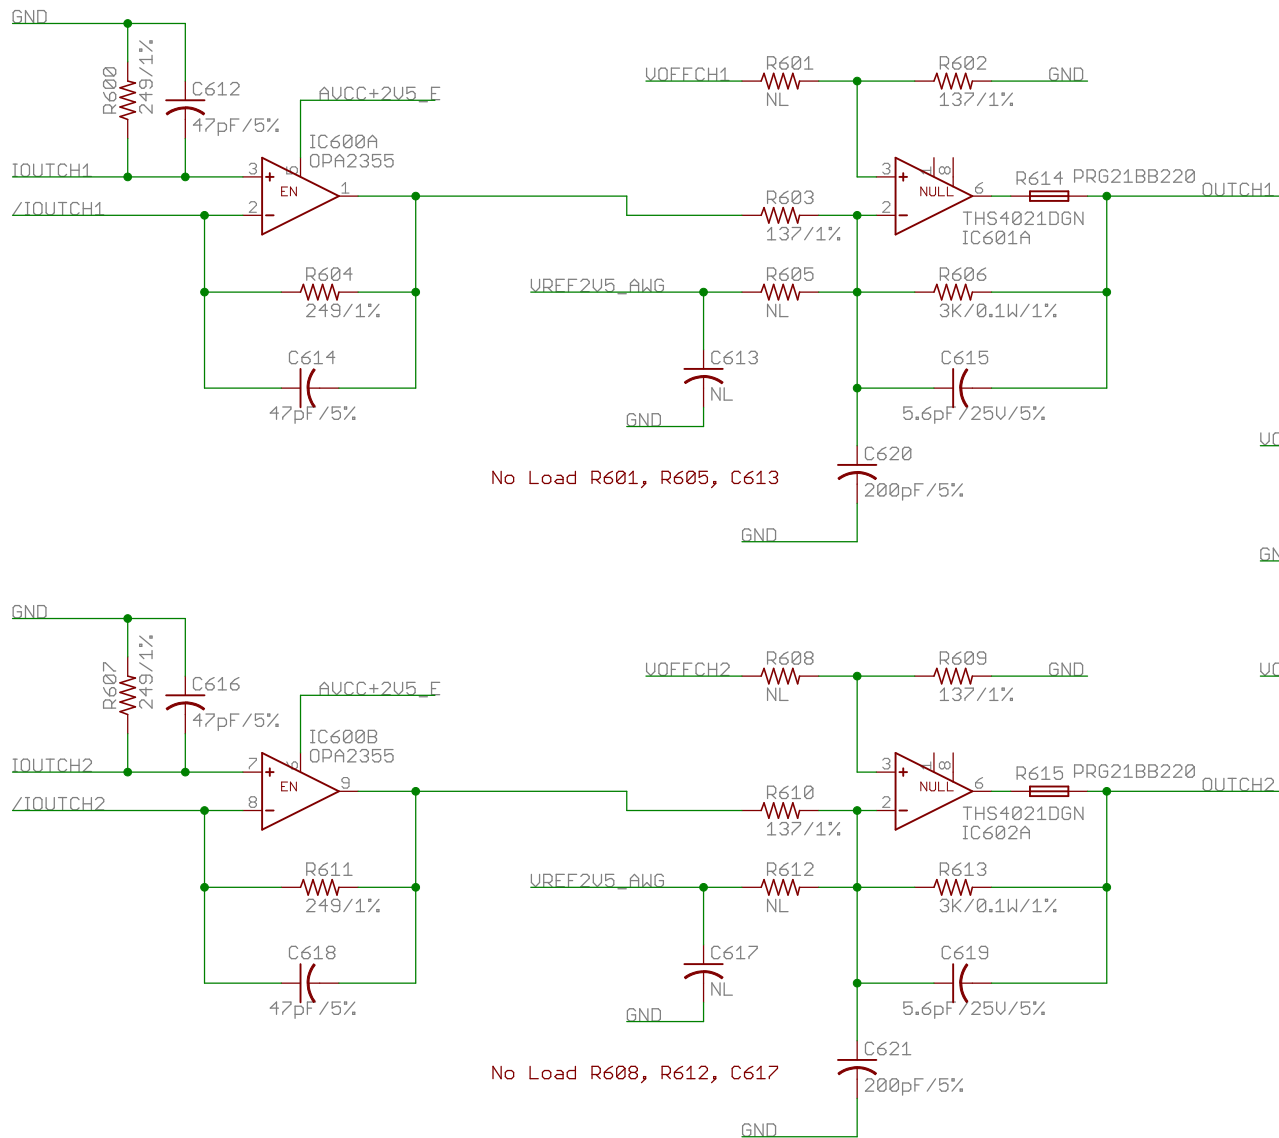 GND
R600
249/1%
C612
47pF/5%
AVCC+2V5_F
IC600A
OPA2355
IOUTCH1
3
EN
1
/IOUTCH1
2
R604
249/1%
C614
47pF/5%
VOFFCH1
R601
NL
R602
137/1%
GND
3
1
8
NULL
6
R614
PRG21BB220
OUTCH1
R603
137/1%
2
THS4021DGN
IC601A
VREF2V5_AWG
R605
NL
R606
3K/0.1W/1%
C613
NL
GND
C615
5.6pF/25V/5%
No Load R601, R605, C613
C620
200pF/5%
GND
VO
GN
GND
R607
249/1%
C616
47pF/5%
AVCC+2V5_F
IC600B
OPA2355
IOUTCH2
7
EN
9
/IOUTCH2
8
R611
249/1%
C618
47pF/5%
VOFFCH2
R608
NL
R609
137/1%
GND
VO
3
1
8
NULL
6
R615
PRG21BB220
OUTCH2
R610
137/1%
2
THS4021DGN
IC602A
VREF2V5_AWG
R612
NL
R613
3K/0.1W/1%
C617
NL
GND
C619
5.6pF/25V/5%
No Load R608, R612, C617
C621
200pF/5%
GND